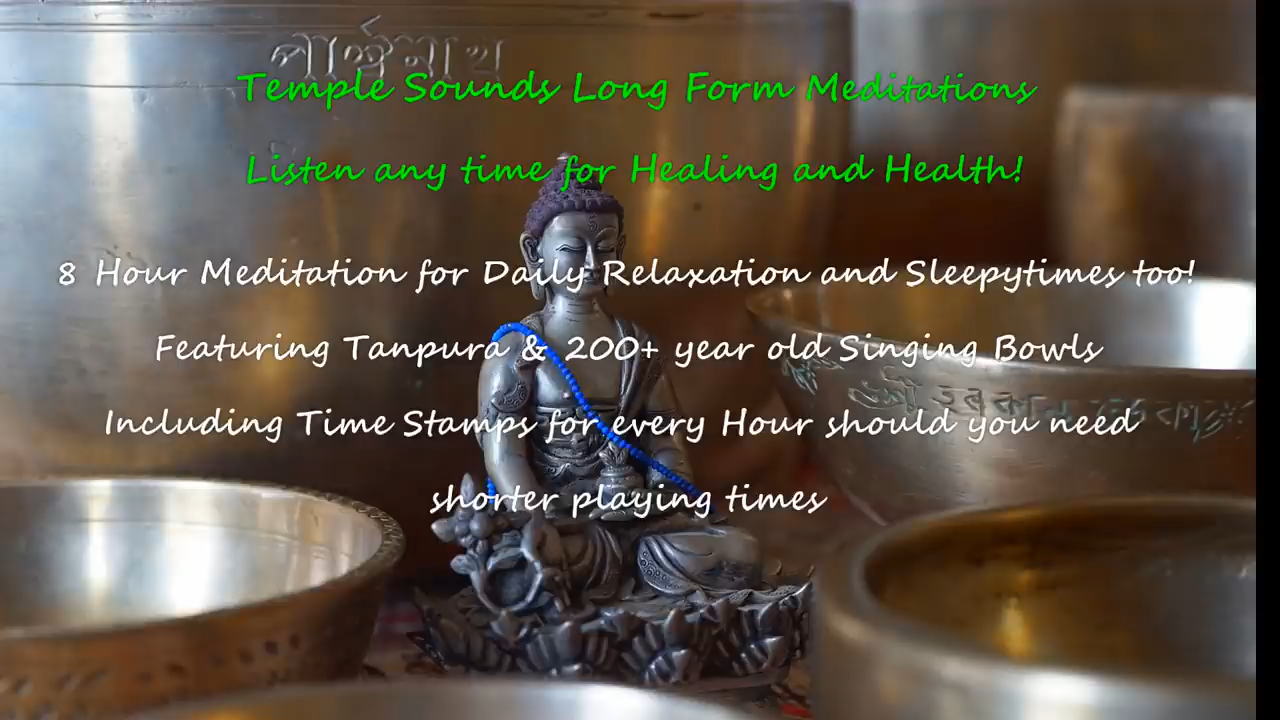 Temple Sounds Long Form Meditations
Listen any time for Healing and Health!
8 Hour Meditation for Daily Relaxation and Sleepytimes too!
Featuring Tanpura & 200+ year old Singing Bowls
Including Time Stamps for every Hour should you need
shorter playing times